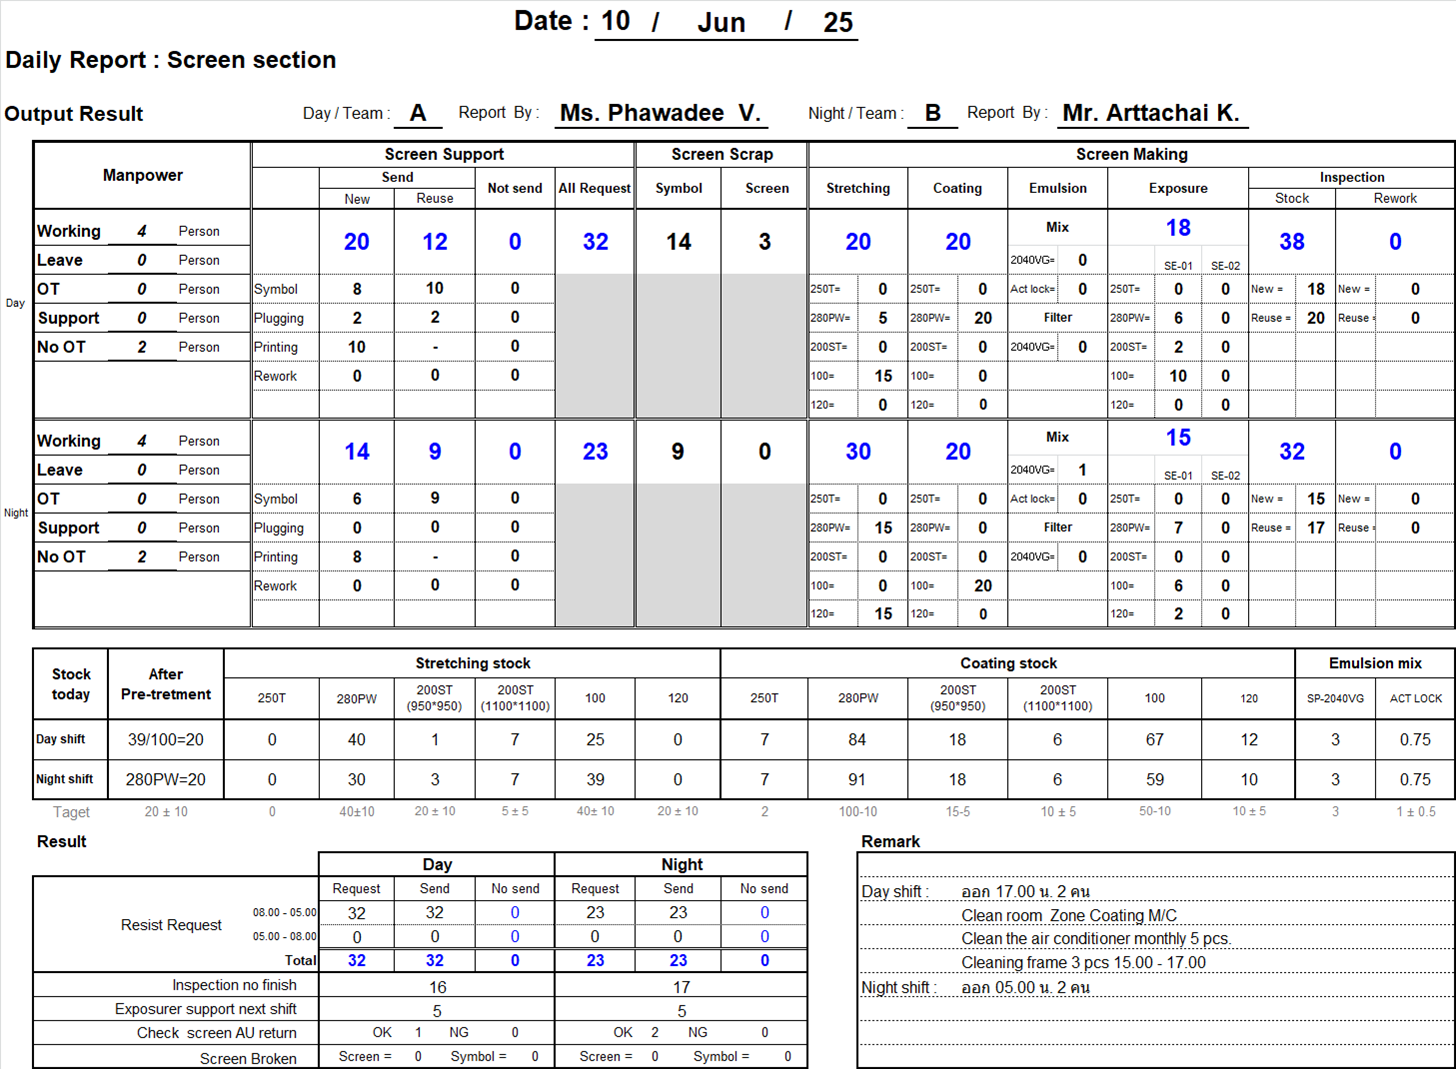 Date : 10 / Jun / 25
Daily Report : Screen section
Output Result Day / Team : A Report By : Ms. Phawadee V. Night / Team : B Report By : Mr. Arttachai K.
Manpower Screen Support Screen Scrap Screen Making
Send Not send All Request Symbol Screen Stretching Coating Emulsion Exposure Inspection
New Reuse Stock Rework
Day
Working 4 Person 20 12 0 32 14 3 20 20 Mix 18 38 0
Leave 0 Person 2040VG= 0 SE-01 SE-02
OT 0 Person Symbol 8 10 0 250T= 0 250T= 0 Act lock= 0 250T= 0 0 New = 18 New = 0
Support 0 Person Plugging 2 2 0 280PW= 5 280PW= 20 Filter 280PW= 6 0 Reuse = 20 Reuse = 0
No OT 2 Person Printing 10 - 0 200ST= 0 200ST= 0 2040VG= 0 200ST= 2 0
Rework 0 0 0 100= 15 100= 0 100= 10 0
120= 0 120= 0 120= 0 0
Night
Working 4 Person 14 9 0 23 9 0 30 20 Mix 15 32 0
Leave 0 Person 2040VG= 1 SE-01 SE-02
OT 0 Person Symbol 6 9 0 250T= 0 250T= 0 Act lock= 0 250T= 0 0 New = 15 New = 0
Support 0 Person Plugging 0 0 0 280PW= 15 280PW= 0 Filter 280PW= 7 0 Reuse = 17 Reuse = 0
No OT 2 Person Printing 8 - 0 200ST= 0 200ST= 0 2040VG= 0 200ST= 0 0
Rework 0 0 0 100= 0 100= 20 100= 6 0
120= 15 120= 0 120= 2 0
Stock today After Pre-tretment Stretching stock Coating stock Emulsion mix
250T 280PW 200ST (950*950) 200ST (1100*1100) 100 120 250T 280PW 200ST (950*950) 200ST (1100*1100) 100 120 SP-2040VG ACT LOCK
Day shift 39/100=20 0 40 1 7 25 0 7 84 18 6 67 12 3 0.75
Night shift 280PW=20 0 30 3 7 39 0 7 91 18 6 59 10 3 0.75
Taget 20 ± 10 0 40±10 20 ± 10 5 ± 5 40± 10 20 ± 10 2 100-10 15-5 10 ± 5 50-10 10 ± 5 3 1 ± 0.5
Result
Day Night
Request Send No send Request Send No send
Resist Request 08.00 - 05.00 32 32 0 23 23 0
05.00 - 08.00 0 0 0 0 0 0
Total 32 32 0 23 23 0
Inspection no finish 16 17
Exposurer support next shift 5 5
Check screen AU return OK 1 NG 0 OK 2 NG 0
Screen Broken Screen = 0 Symbol = 0 Screen = 0 Symbol = 0
Remark
Day shift : ออก 17.00 น. 2 คน
Clean room Zone Coating M/C
Clean the air conditioner monthly 5 pcs.
Cleaning frame 3 pcs 15.00 - 17.00
Night shift : ออก 05.00 น. 2 คน